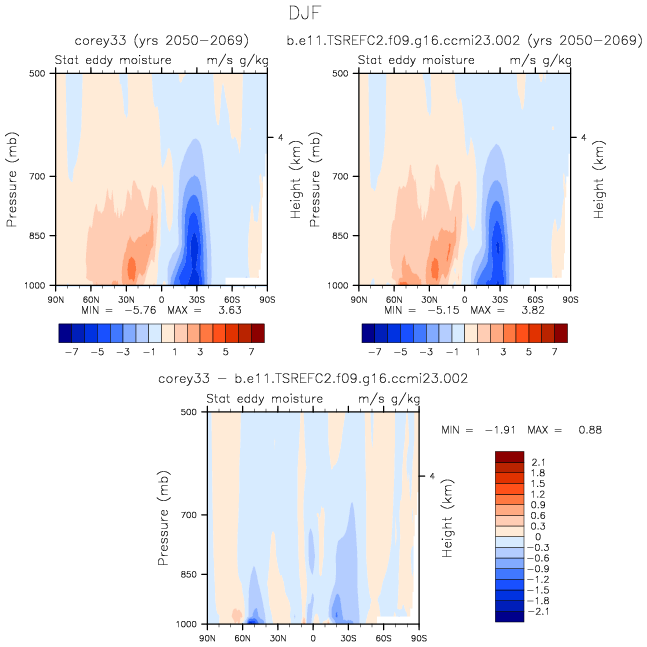 DJF
corey33 (yrs 2050-2069)
b.e11.TSREFC2.f09.g16.ccmi23.002 (yrs 2050-2069)
Stat eddy moisture m/s g/kg
Stat eddy moisture m/s g/kg
500
700
850
1000
Pressure (mb)
4
Height (km)
90N 60N 30N 0 30S 60S 90S
MIN = -5.76 MAX = 3.63
-7 -5 -3 -1 1 3 5 7
500
700
850
1000
Pressure (mb)
4
Height (km)
90N 60N 30N 0 30S 60S 90S
MIN = -5.15 MAX = 3.82
-7 -5 -3 -1 1 3 5 7
corey33 - b.e11.TSREFC2.f09.g16.ccmi23.002
Stat eddy moisture m/s g/kg
500
700
850
1000
Pressure (mb)
4
Height (km)
90N 60N 30N 0 30S 60S 90S
MIN = -1.91 MAX = 0.88
2.1
1.8
1.5
1.2
0.9
0.6
0.3
0
-0.3
-0.6
-0.9
-1.2
-1.5
-1.8
-2.1